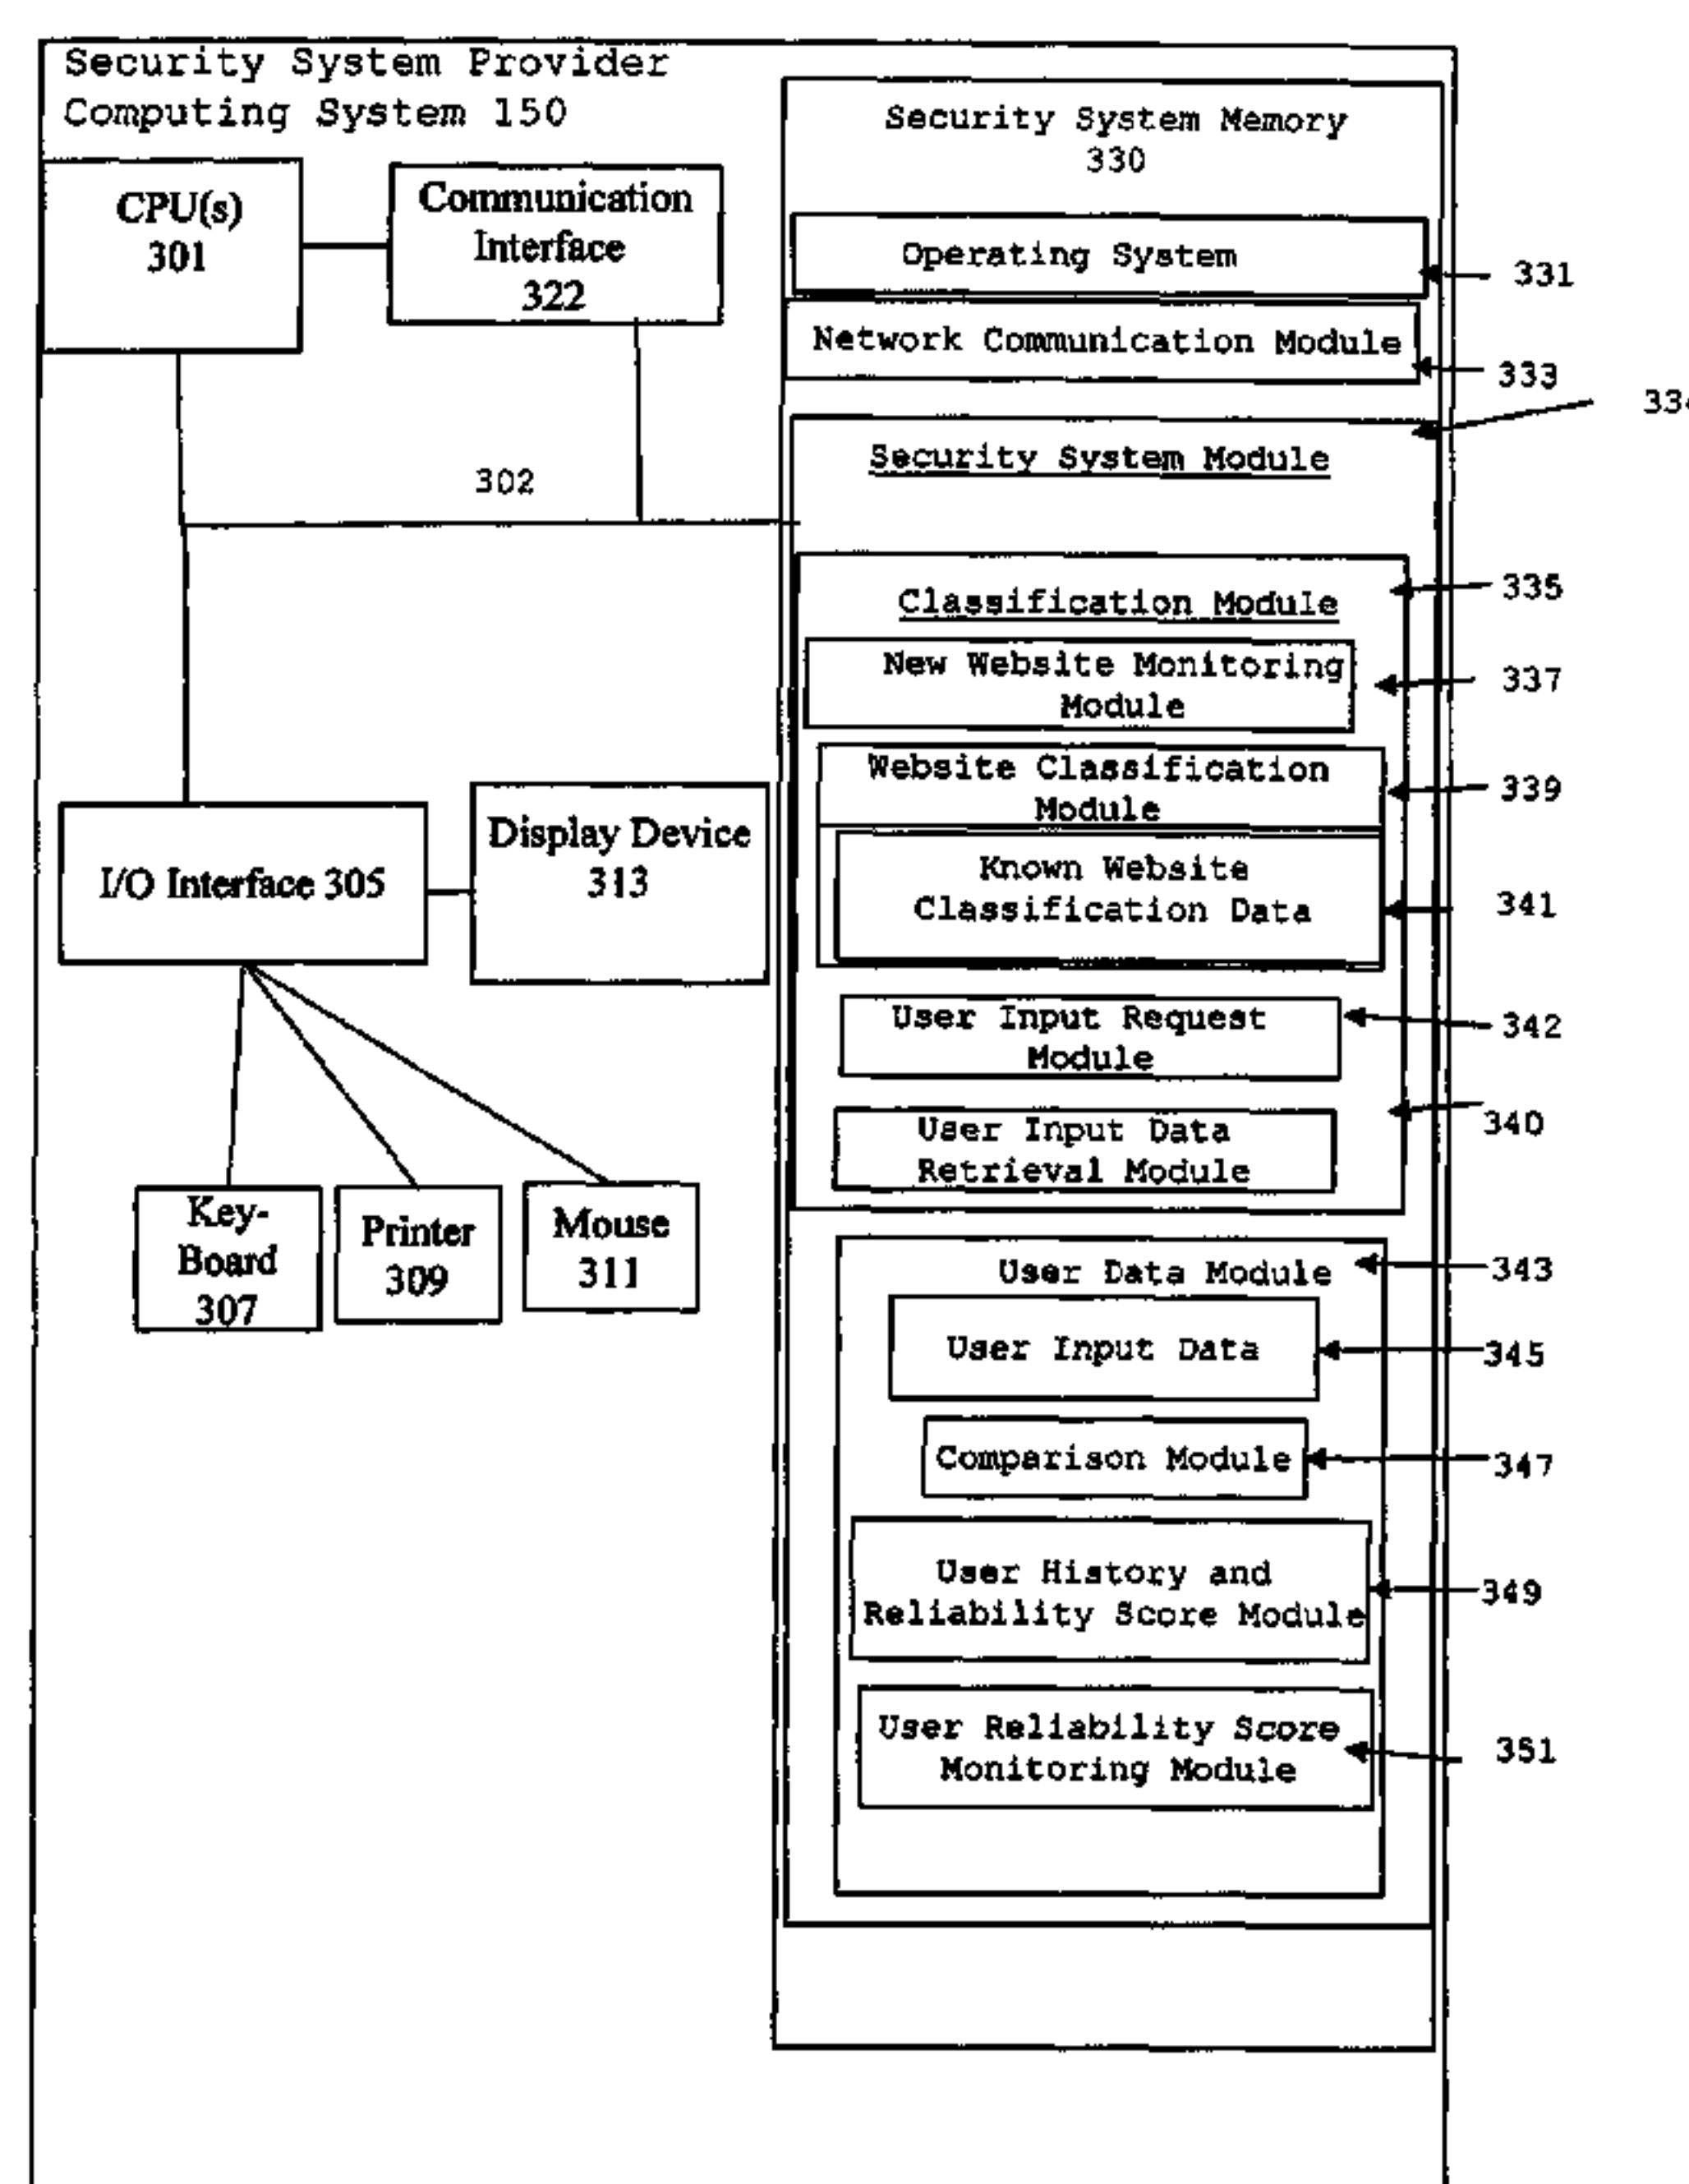 Security System Provider
Computing System 150
CPU(s)
301
Communication
Interface
322
302
I/O Interface 305
Display Device
313
Key-
Board
307
Printer
309
Mouse
311
Security System Memory
330
Operating System
331
Network Communication Module
333
Security System Module
Classification Module
335
New Website Monitoring
Module
337
Website Classification
Module
339
Known Website
Classification Data
341
User Input Request
Module
342
User Input Data
Retrieval Module
340
User Data Module
343
User Input Data
345
Comparison Module
347
User History and
Reliability Score Module
349
User Reliability Score
Monitoring Module
351